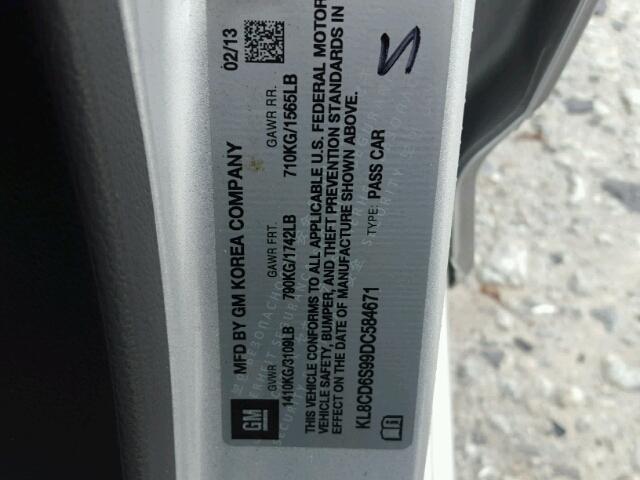 GM
MFD BY GM KOREA COMPANY 02/13
GVWR GAWR FRT. GAWR RR.
1410KG/3109LB 790KG/1742LB 710KG/1565LB
THIS VEHICLE CONFORMS TO ALL APPLICABLE U.S. FEDERAL MOTOR
VEHICLE SAFETY, BUMPER, AND THEFT PREVENTION STANDARDS IN
EFFECT ON THE DATE OF MANUFACTURE SHOWN ABOVE.
KL8CD6S99DC584671 TYPE: PASS CAR